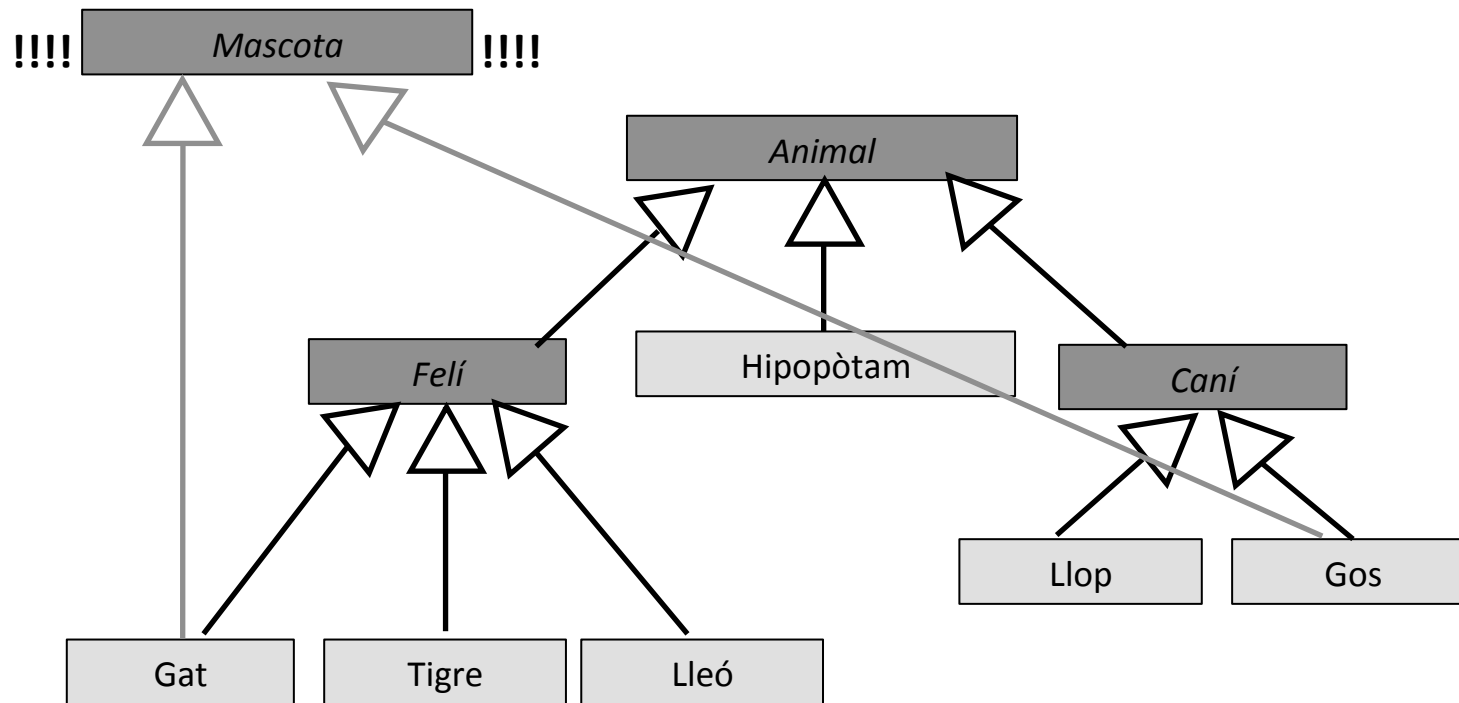 !!!! Mascota !!!!
Animal
Felí
Hipopòtam
Caní
Llop
Gos
Gat
Tigre
Lleó